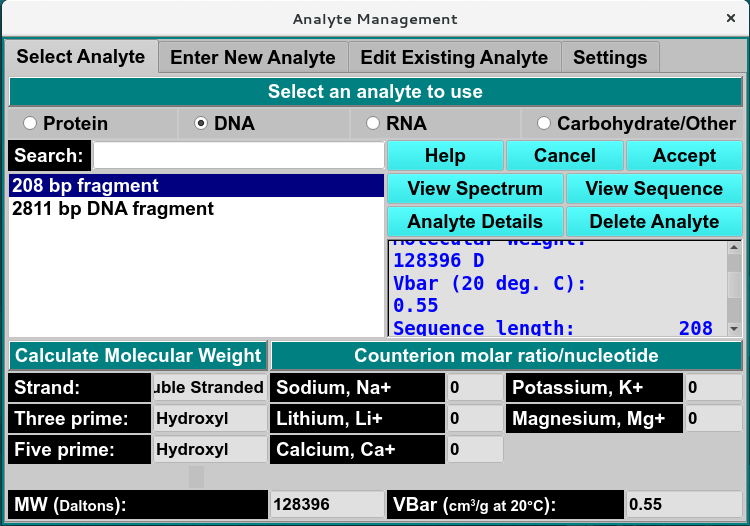 Analyte Management
×
Select Analyte Enter New Analyte Edit Existing Analyte Settings
Select an analyte to use
Protein DNA RNA Carbohydrate/Other
Search:
Help Cancel Accept
208 bp fragment
2811 bp DNA fragment
View Spectrum View Sequence
Analyte Details Delete Analyte
Molecular Weight:
128396 D
Vbar (20 deg. C):
0.55
Sequence length: 208
Calculate Molecular Weight Counterion molar ratio/nucleotide
Strand: uble Stranded Sodium, Na+ 0 Potassium, K+ 0
Three prime: Hydroxyl Lithium, Li+ 0 Magnesium, Mg+ 0
Five prime: Hydroxyl Calcium, Ca+ 0
MW (Daltons): 128396 VBar (cm³/g at 20°C): 0.55